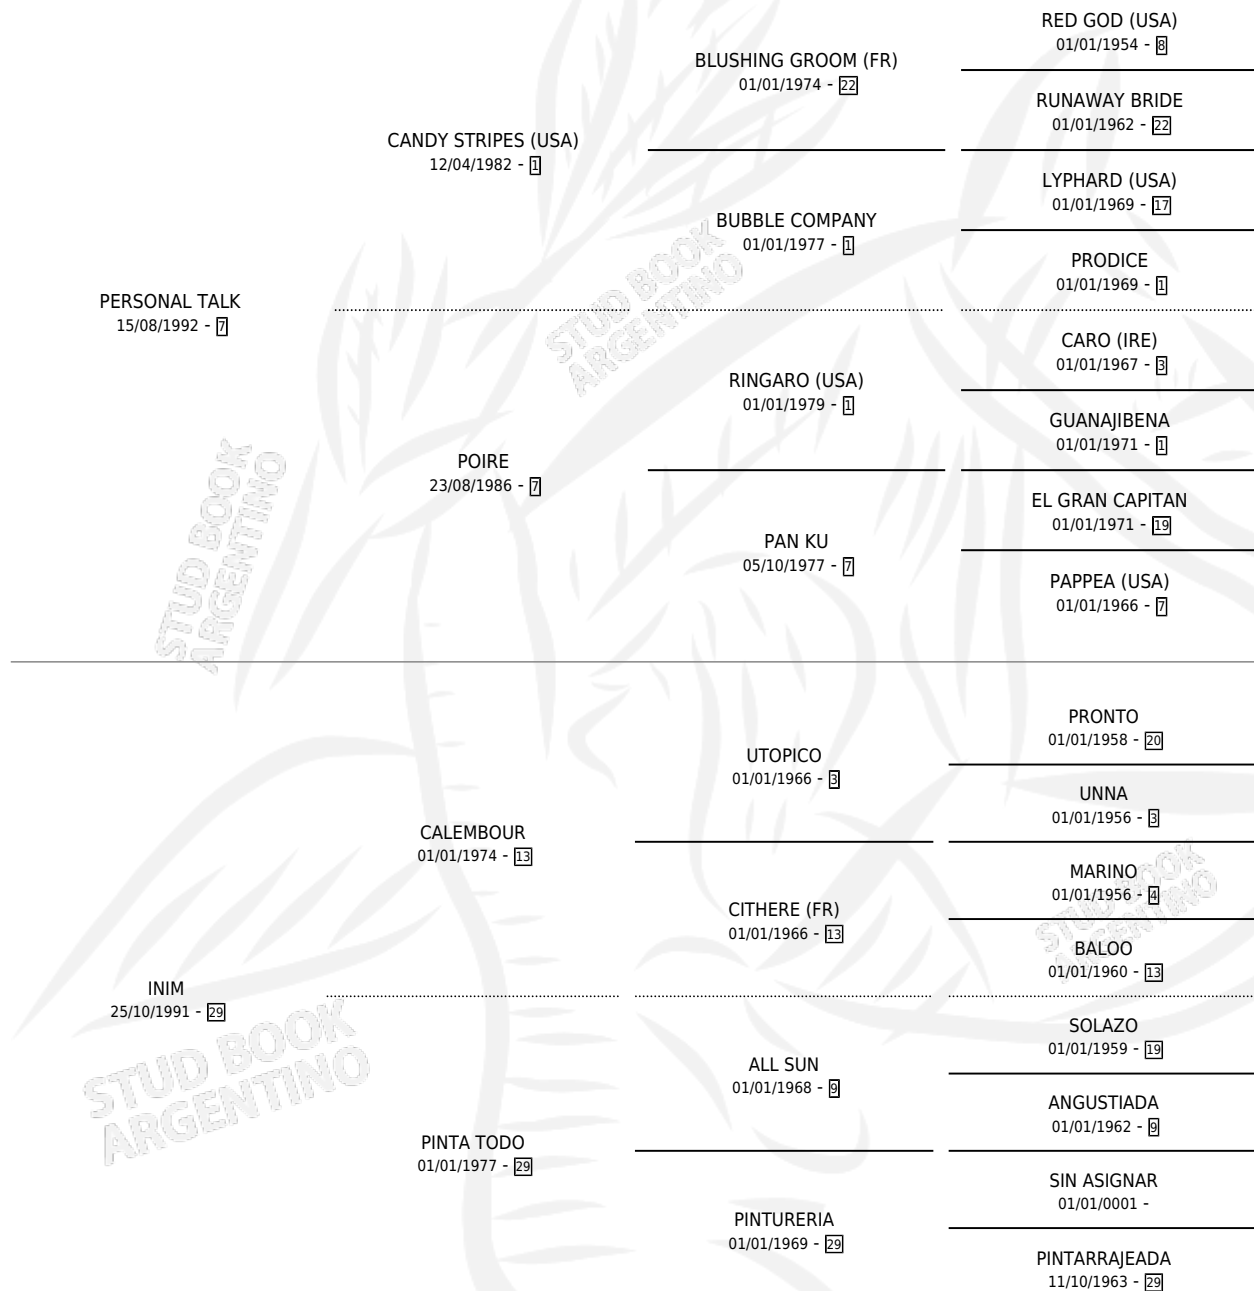 RED GOD (USA)
01/01/1954 - 8
BLUSHING GROOM (FR)
01/01/1974 - 22
RUNAWAY BRIDE
01/01/1962 - 22
CANDY STRIPES (USA)
12/04/1982 - 1
LYPHARD (USA)
01/01/1969 - 17
BUBBLE COMPANY
01/01/1977 - 1
PRODICE
01/01/1969 - 1
PERSONAL TALK
15/08/1992 - 7
CARO (IRE)
01/01/1967 - 3
RINGARO (USA)
01/01/1979 - 1
GUANAJIBENA
01/01/1971 - 1
POIRE
23/08/1986 - 7
EL GRAN CAPITAN
01/01/1971 - 19
PAN KU
05/10/1977 - 7
PAPPEA (USA)
01/01/1966 - 7
PRONTO
01/01/1958 - 20
UTOPICO
01/01/1966 - 3
UNNA
01/01/1956 - 3
CALEMBOUR
01/01/1974 - 13
MARINO
01/01/1956 - 4
CITHERE (FR)
01/01/1966 - 13
BALOO
01/01/1960 - 13
INIM
25/10/1991 - 29
SOLAZO
01/01/1959 - 19
ALL SUN
01/01/1968 - 9
ANGUSTIADA
01/01/1962 - 9
PINTA TODO
01/01/1977 - 29
SIN ASIGNAR
01/01/0001 -
PINTURERIA
01/01/1969 - 29
PINTARRAJEADA
11/10/1963 - 29
STUD BOOK
ARGENTINO
STUD BOOK
ARGENTINO
STUD BOOK
ARGENTINO
STUD BOOK
ARGENTINO